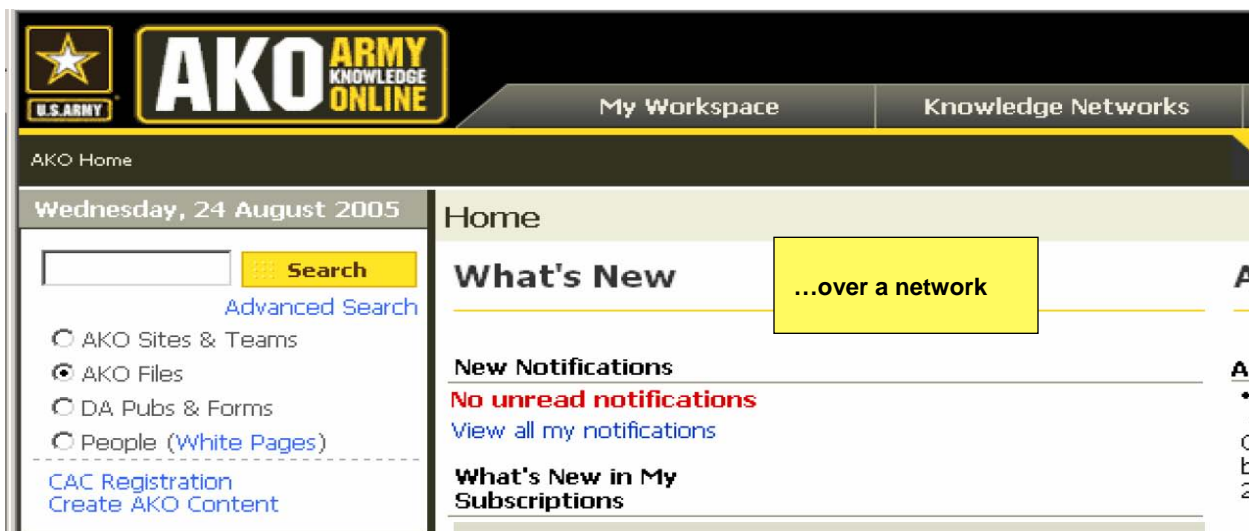 U.S.ARMY
AKO ARMY KNOWLEDGE ONLINE
My Workspace Knowledge Networks
AKO Home
Wednesday, 24 August 2005
Search
Advanced Search
AKO Sites & Teams
AKO Files
DA Pubs & Forms
People (White Pages)
CAC Registration
Create AKO Content
Home
What's New
…over a network
New Notifications
No unread notifications
View all my notifications
What's New in My
Subscriptions